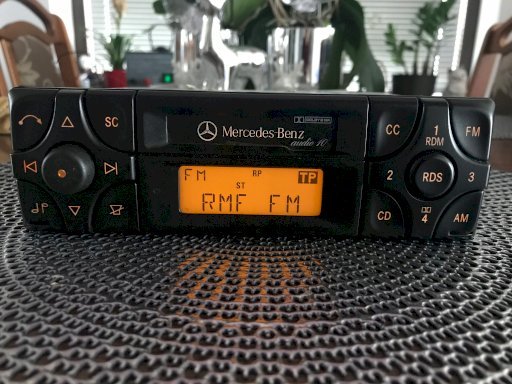 SC
Mercedes-Benz
audio 10
FM RP TP
ST
RMF FM
CC 1 FM
RDM
2 RDS 3
CD 4 AM